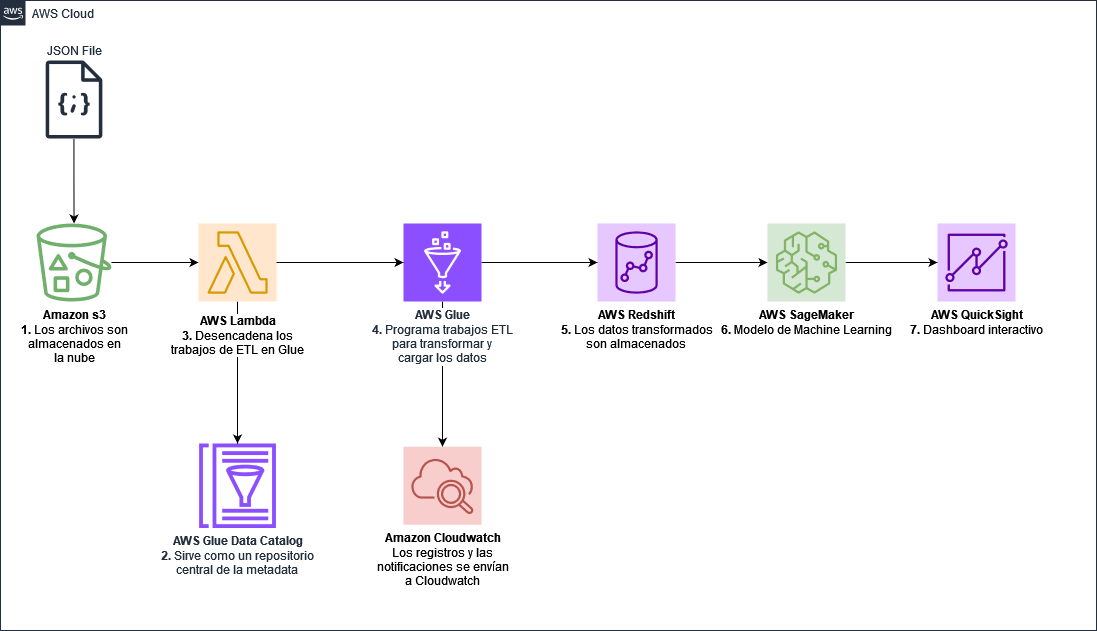 aws
AWS Cloud
JSON File
{;}
Amazon s3
1. Los archivos son
almacenados en
la nube
AWS Lambda
3. Desencadena los
trabajos de ETL en Glue
AWS Glue
4. Programa trabajos ETL
para transformar y
cargar los datos
AWS Redshift
5. Los datos transformados
son almacenados
AWS SageMaker
6. Modelo de Machine Learning
AWS QuickSight
7. Dashboard interactivo
AWS Glue Data Catalog
2. Sirve como un repositorio
central de la metadata
Amazon Cloudwatch
Los registros y las
notificaciones se envían
a Cloudwatch